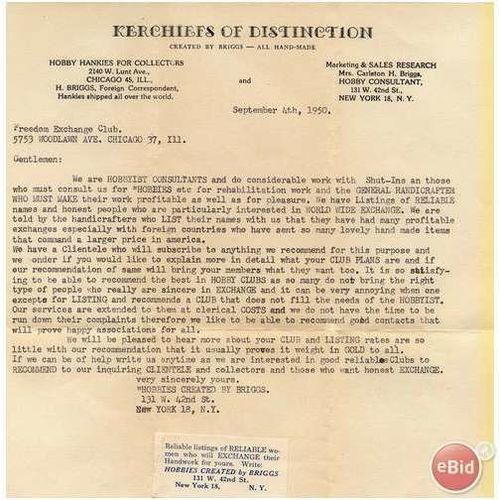 KERCHIEFS OF DISTINCTION
CREATED BY BRIGGS — ALL HAND-MADE
HOBBY HANKIES FOR COLLECTORS
2140 W. Lunt Ave.,
CHICAGO 45, ILL.,
H. BRIGGS, Foreign Correspondent,
Hankies shipped all over the world.
and
Marketing & SALES RESEARCH
Mrs. Carleton H. Briggs,
HOBBY CONSULTANT,
131 W. 42nd St.,
NEW YORK 18, N. Y.
September 4th, 1950.
Freedom Exchange Club.
5753 WOODLAWN AVE. CHICAGO 37, Ill.
Gentlemen:
We are HOBBYIST CONSULTANTS and do considerable work with Shut-Ins an those
who must consult us for "HOBBIES etc for rehabilitation work and the GENERAL HANDICRAFTER
WHO MUST MAKE their work profitable as well as for pleasure. We have Listings of RELIABLE
names and honest people who are particularly interested in WORLD WIDE EXCHANGE. We are
told by the handicrafters who LIST their names with us that they have had many profitable
exchanges especially with foreign countries who have sent so many lovely hand made items
that command a larger price in america.
We have a Clientele who will subscribe to anything we recommend for this purpose and
we onder if you would like to explain more in detail what your CLUB PLANS are and if
our recommendation of same will bring your members what they want too. It is so satisfy-
ing to be able to recommend the best in HOBBY CLUBS as so many do not bring the right
type of people who really are sincere in EXCHANGE and it can be very annoying when one
excepts for LISTING and recommends a CLUB that does not fill the needs of the HOBBYIST.
Our services are extended to them at clerical COSTS and we do not have the time to be
run down their complaints therefore we like to be able to recommend good contacts that
will prove happy associations for all.
We will be pleased to hear more about your CLUB and LISTING rates are so
little with our recommendation that it usually proves it weight in GOLD to all.
If we can be of help write us anytime as we are interested in good reliable Clubs to
RECOMMEND to our inquiring CLIENTELE and collectors and those who want honest EXCHANGE.
very sincerely yours.
"HOBBIES CREATED BY BRIGGS.
131 W. 42nd St.
New YORK 18, N.Y.
Reliable listings of RELIABLE wo-
men who will EXCHANGE their
Handwork for yours. Write:
HOBBIES CREATED by BRIGGS
131 W. 42nd St.
New York 18, N. Y.
eBid